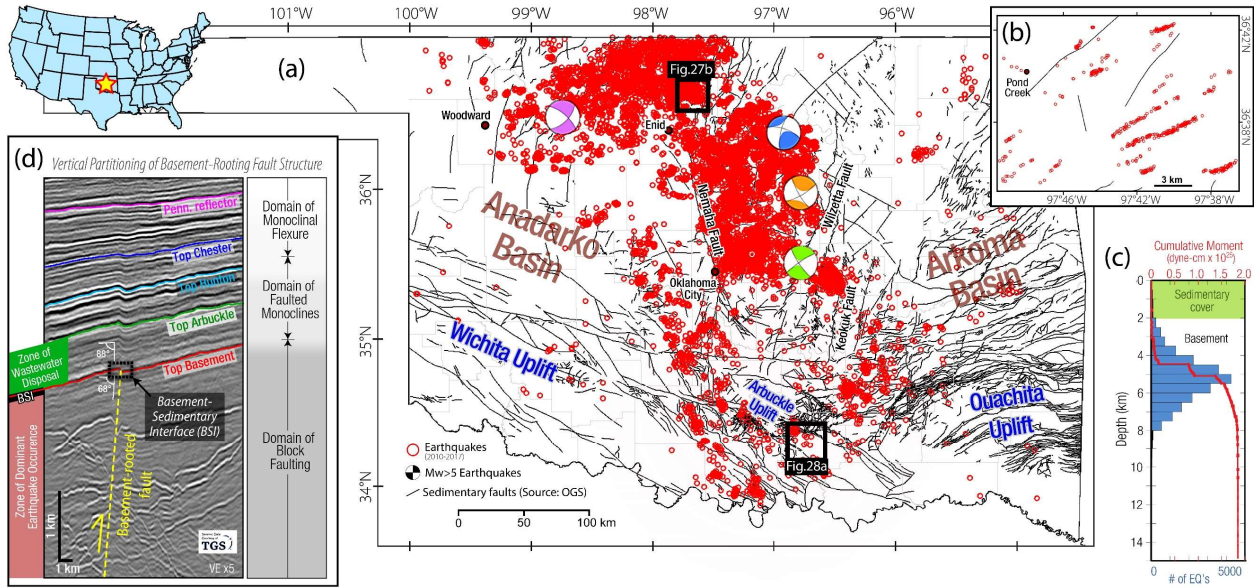 101°W
100°W
99°W
98°W
97°W
96°W
(a)
Fig.27b
Woodward
Enid
36°N
35°N
34°N
Anadarko
Basin
Nemaha Fault
Wilzetta Fault
Keokuk Fault
Oklahoma
City
Arkoma
Basin
Wichita Uplift
Arbuckle
Uplift
Ouachita
Uplift
Fig.28a
Earthquakes
(2010-2017)
Mw>5 Earthquakes
Sedimentary faults (Source: OGS)
0 50 100 km
(b)
Pond
Creek
36°42'N
36°38'N
3 km
97°46'W
97°42'W
97°38'W
(c)
Cumulative Moment
(dyne-cm x 10²⁵)
0 0.5 1 1.5 2.0
Sedimentary
cover
Basement
Depth (km)
0
2
4
6
8
10
12
14
0 5000
# of EQ's
(d)
Vertical Partitioning of Basement-Rooting Fault Structure
Penn. reflector
Top Chester
Top Hunton
Top Arbuckle
Top Basement
88°
68°
Zone of
Wastewater
Disposal
BSI
Basement-
Sedimentary
Interface (BSI)
Zone of Dominant
Earthquake Occurence
Basement-rooted
fault
1 km
1 km
TGS
VE x5
Domain of
Monoclinal
Flexure
Domain of
Faulted
Monoclines
Domain of
Block
Faulting